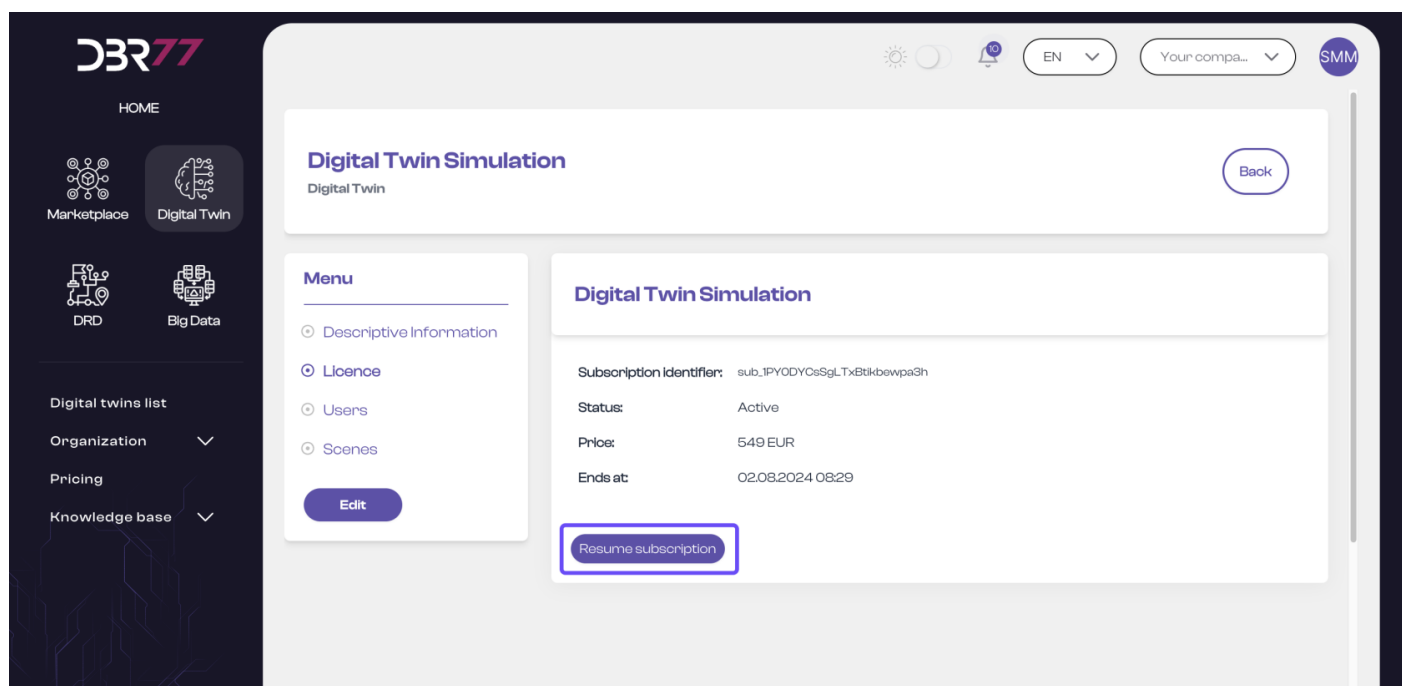 DBR77
10
EN
Your compa...
SMM
HOME
Marketplace
Digital Twin
DRD
Big Data
Digital twins list
Organization
Pricing
Knowledge base
Digital Twin Simulation
Digital Twin
Back
Menu
Descriptive Information
Licence
Users
Scenes
Edit
Digital Twin Simulation
Subscription identifier: sub_1PY0DYCsSgLTxBtikbewpa3h
Status: Active
Price: 549 EUR
Ends at: 02.08.2024 08:29
Resume subscription